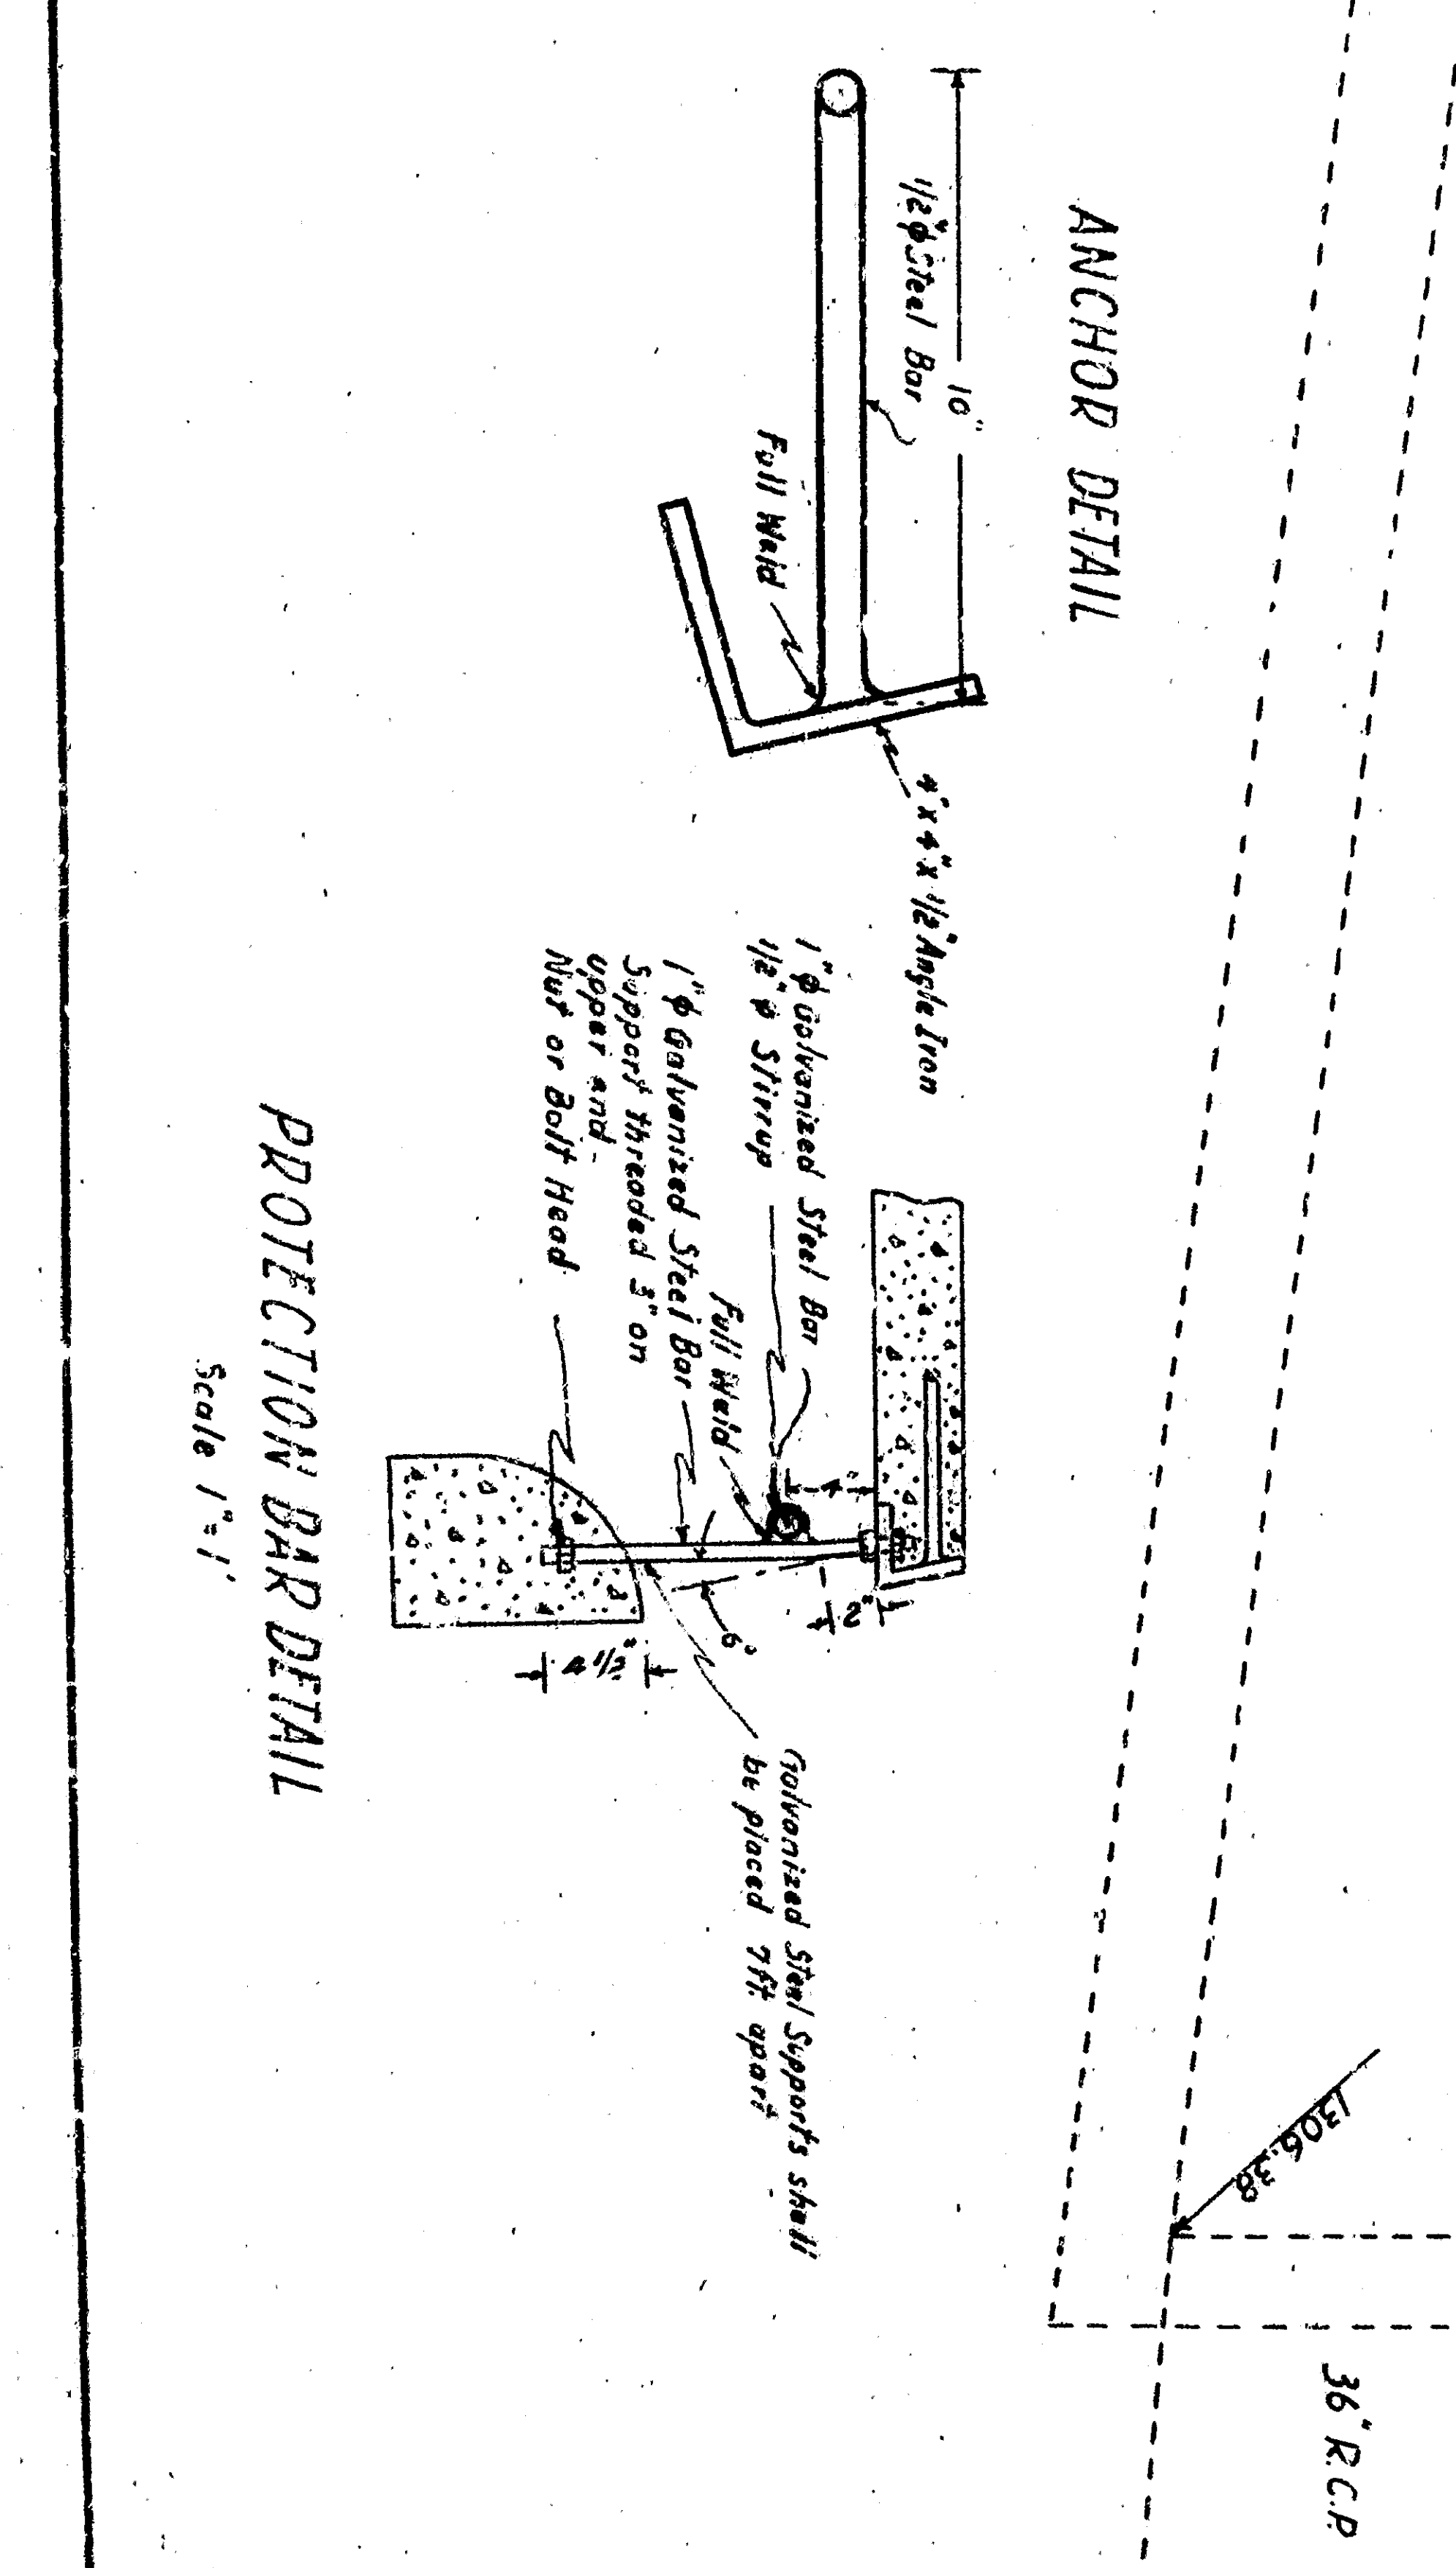 ANCHOR DETAIL
10"
1/2"φ Steel Bar
Full Weld
4" x 4" x 1/2" Angle Iron
1"φ Galvanized Steel Bar
1/2"φ Stirrup
Full Weld
1"φ Galvanized Steel Bar
Support threaded 3" on
upper end
Nut or Bolt Head
4"
2"
6°
4 1/2"
Galvanized Steel Supports shall
be placed 7ft. apart
PROTECTION BAR DETAIL
Scale 1"=1'
1306.38
36" R.C.P.